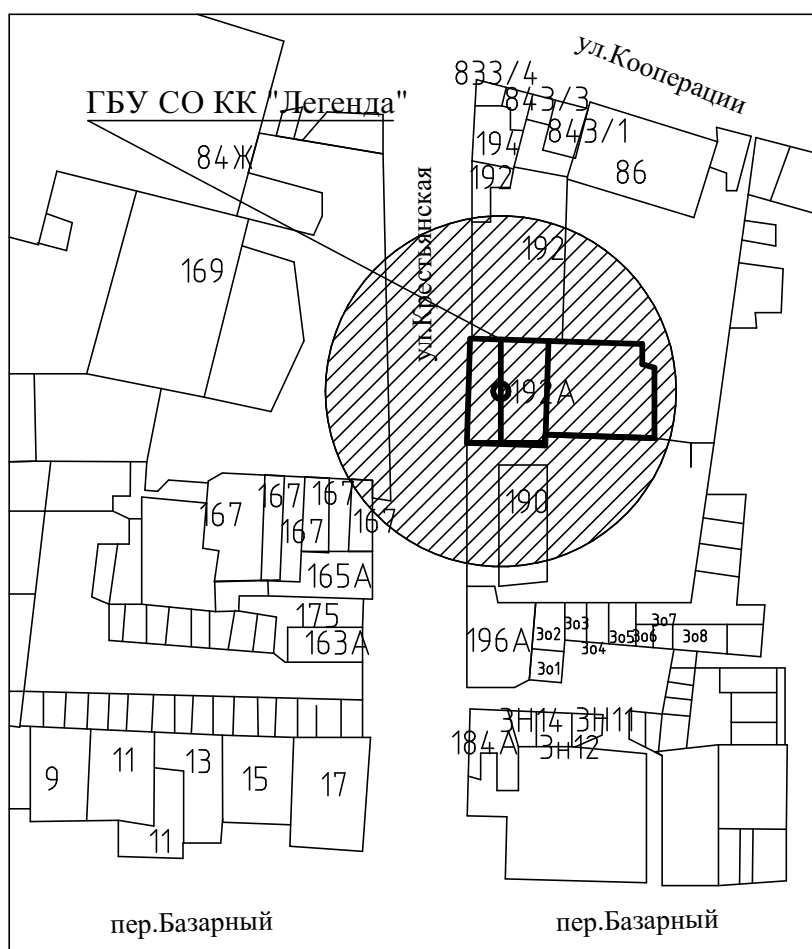 ул.Кооперации
833/4
ГБУ СО КК "Легенда"
843/3
843/1
194
84Ж
192
86
ул.Крестьянская
192
169
192А
167
167
167
167
167
190
165А
175
163А
196А
3о2
3о3
3о4
3о5
3о6
3о7
3о8
3о1
3Н14
3Н11
184А
3н12
9
11
13
15
17
11
пер.Базарный
пер.Базарный